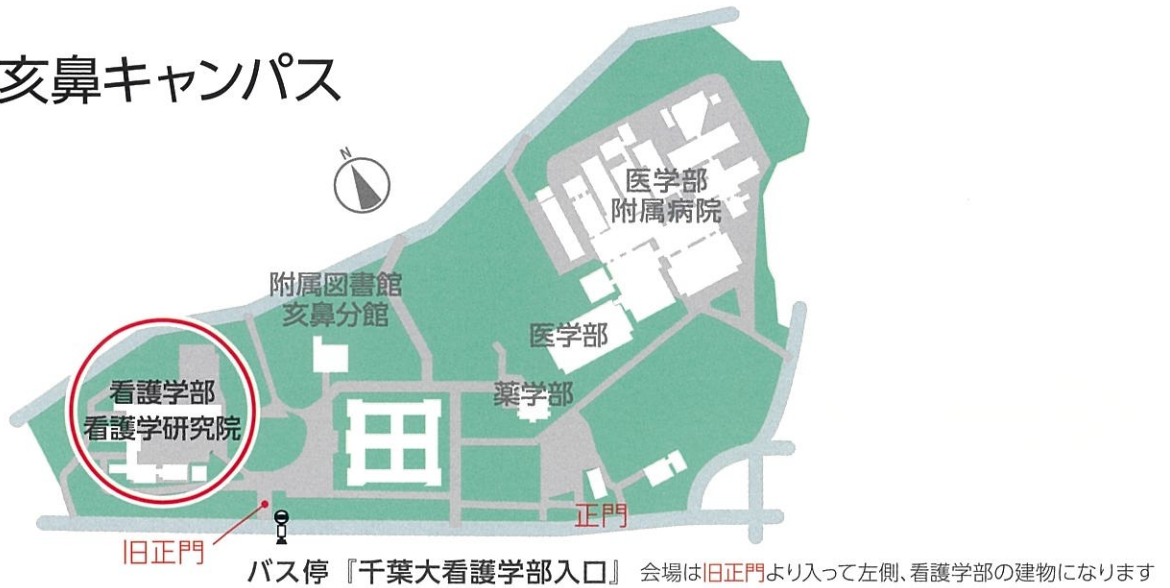 亥鼻キャンパス
N
医学部
附属病院
附属図書館
亥鼻分館
医学部
薬学部
看護学部
看護学研究院
正門
旧正門
バス停『千葉大看護学部入口』 会場は旧正門より入って左側、看護学部の建物になります